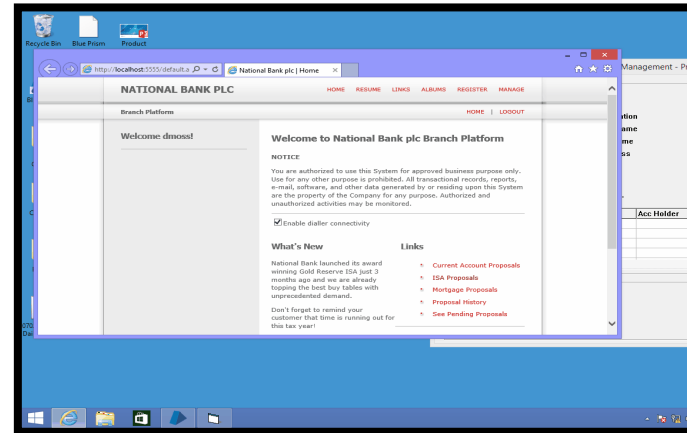 Recycle Bin Blue Prism Product
http://localhost:5555/default.a
National Bank plc | Home
Management - Pr
NATIONAL BANK PLC
HOME RESUME LINKS ALBUMS REGISTER MANAGE
Branch Platform
HOME | LOGOUT
Welcome dmoss!
Welcome to National Bank plc Branch Platform
NOTICE
You are authorized to use this System for approved business purpose only.
Use for any other purpose is prohibited. All transactional records, reports,
e-mail, software, and other data generated by or residing upon this System
are the property of the Company for any purpose. Authorized and
unauthorized activities may be monitored.
Enable dialler connectivity
What's New
National Bank launched its award
winning Gold Reserve ISA just 3
months ago and we are already
topping the best buy tables with
unprecedented demand.
Don't forget to remind your
customer that time is running out for
this tax year!
Links
Current Account Proposals
ISA Proposals
Mortgage Proposals
Proposal History
See Pending Proposals
ation
ame
me
ss
Acc Holder
070
Dai